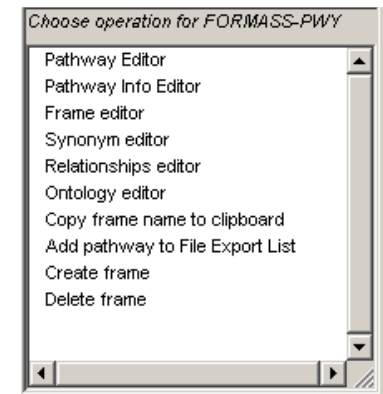 Choose operation for FORMASS-PWY
Pathway Editor
Pathway Info Editor
Frame editor
Synonym editor
Relationships editor
Ontology editor
Copy frame name to clipboard
Add pathway to File Export List
Create frame
Delete frame